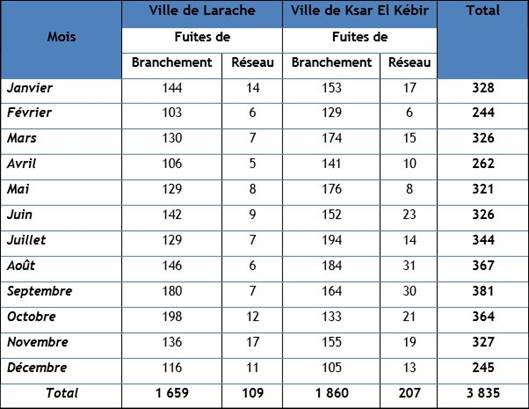 Mois Ville de Larache Ville de Ksar El Kébir Total
Fuites de Fuites de
Branchement Réseau Branchement Réseau
Janvier 144 14 153 17 328
Février 103 6 129 6 244
Mars 130 7 174 15 326
Avril 106 5 141 10 262
Mai 129 8 176 8 321
Juin 142 9 152 23 326
Juillet 129 7 194 14 344
Août 146 6 184 31 367
Septembre 180 7 164 30 381
Octobre 198 12 133 21 364
Novembre 136 17 155 19 327
Décembre 116 11 105 13 245
Total 1 659 109 1 860 207 3 835